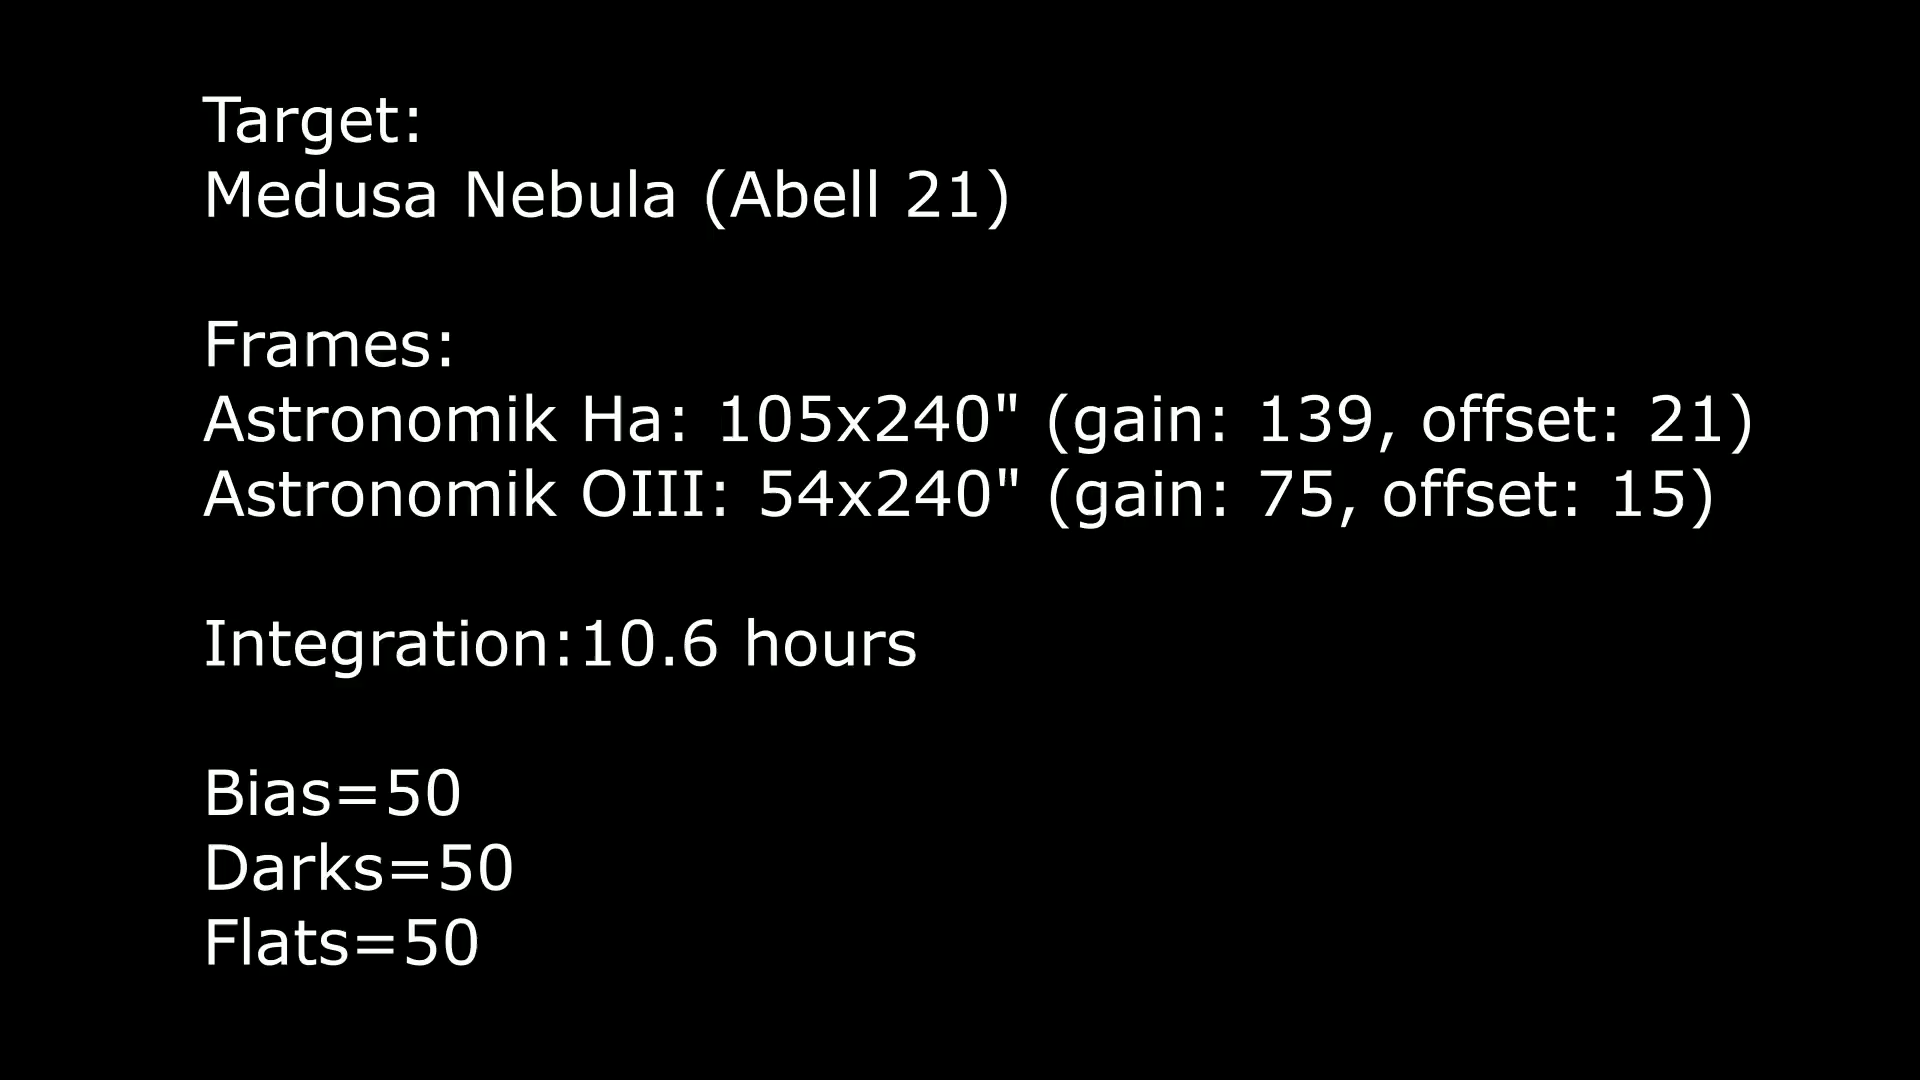 Target:
Medusa Nebula (Abell 21)
Frames:
Astronomik Ha: 105x240" (gain: 139, offset: 21)
Astronomik OIII: 54x240" (gain: 75, offset: 15)
Integration:10.6 hours
Bias=50
Darks=50
Flats=50